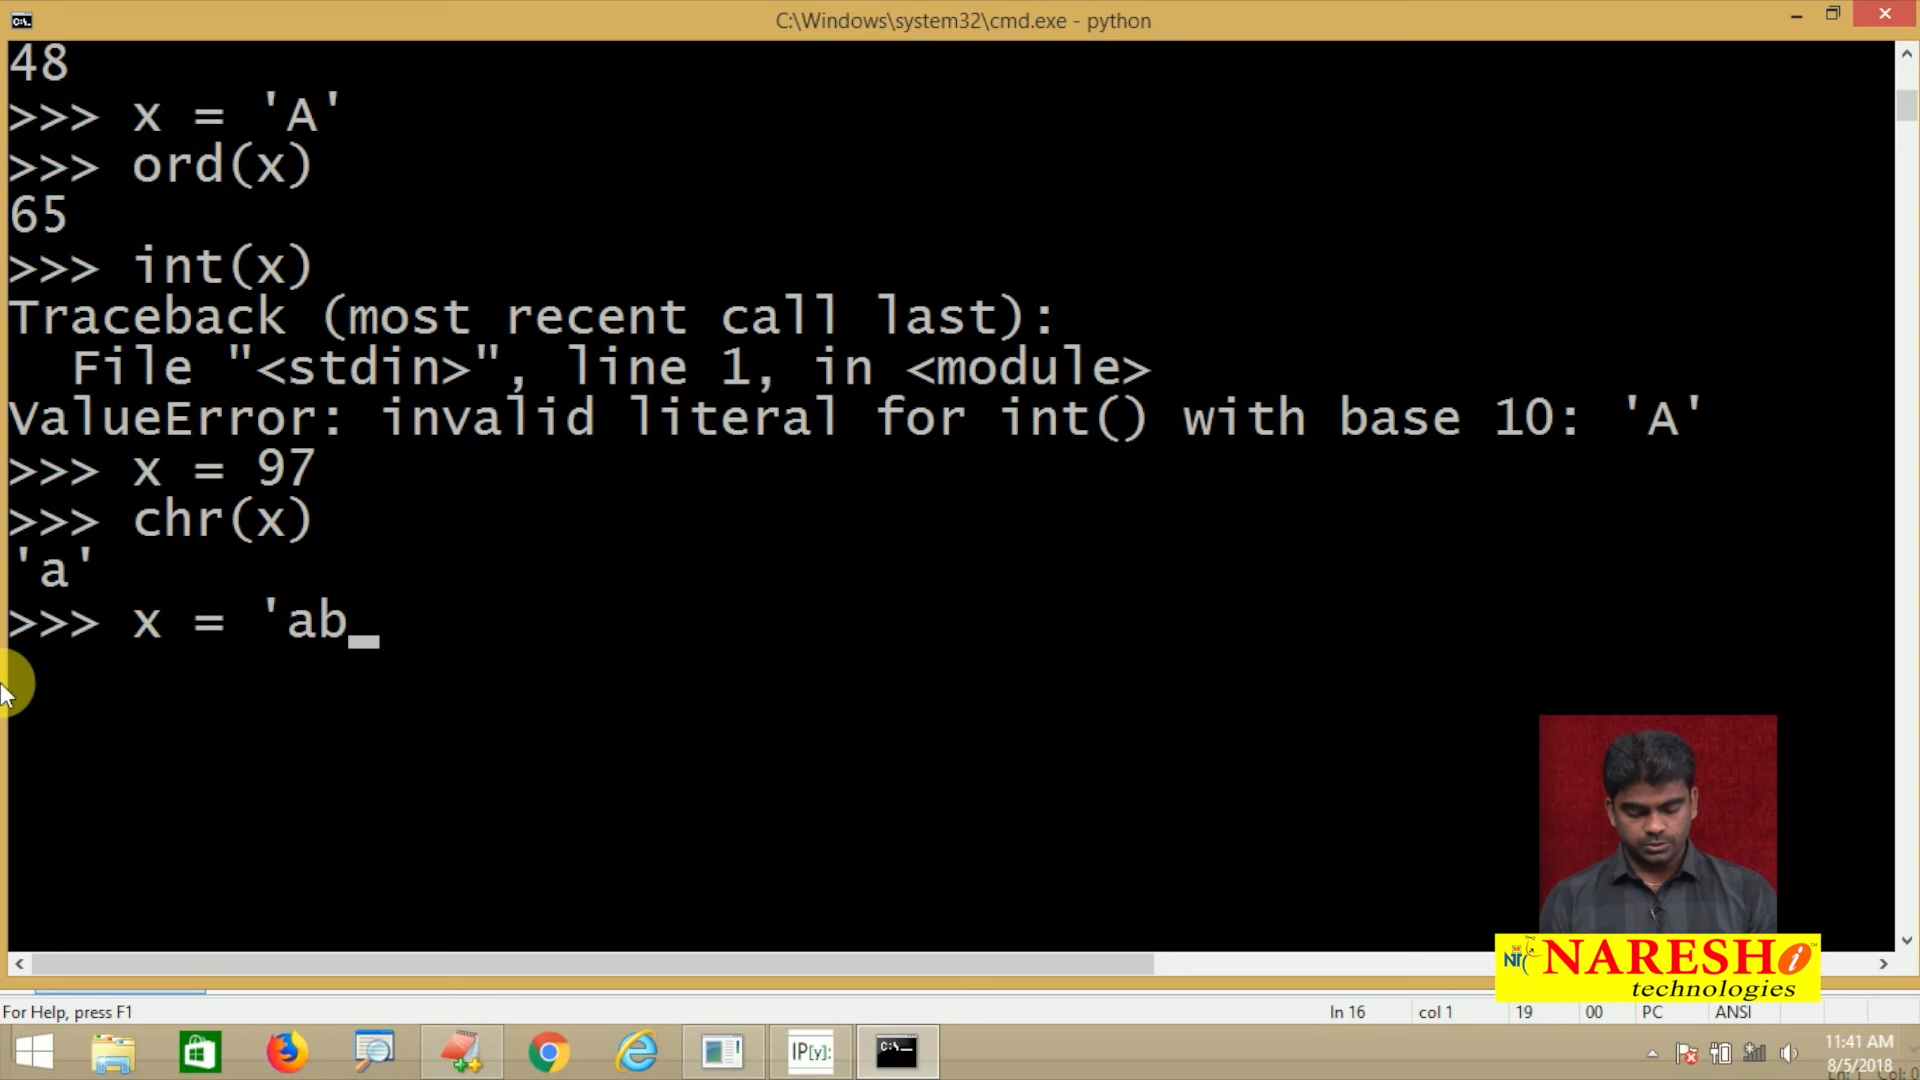 C:\Windows\system32\cmd.exe - python
48
>>> x = 'A'
>>> ord(x)
65
>>> int(x)
Traceback (most recent call last):
  File "<stdin>", line 1, in <module>
ValueError: invalid literal for int() with base 10: 'A'
>>> x = 97
>>> chr(x)
'a'
>>> x = 'ab_
NARESH i
technologies
For Help, press F1
ln 16 col 1 19 00 PC ANSI
IP[y]:
C:\_
11:41 AM
8/5/2018